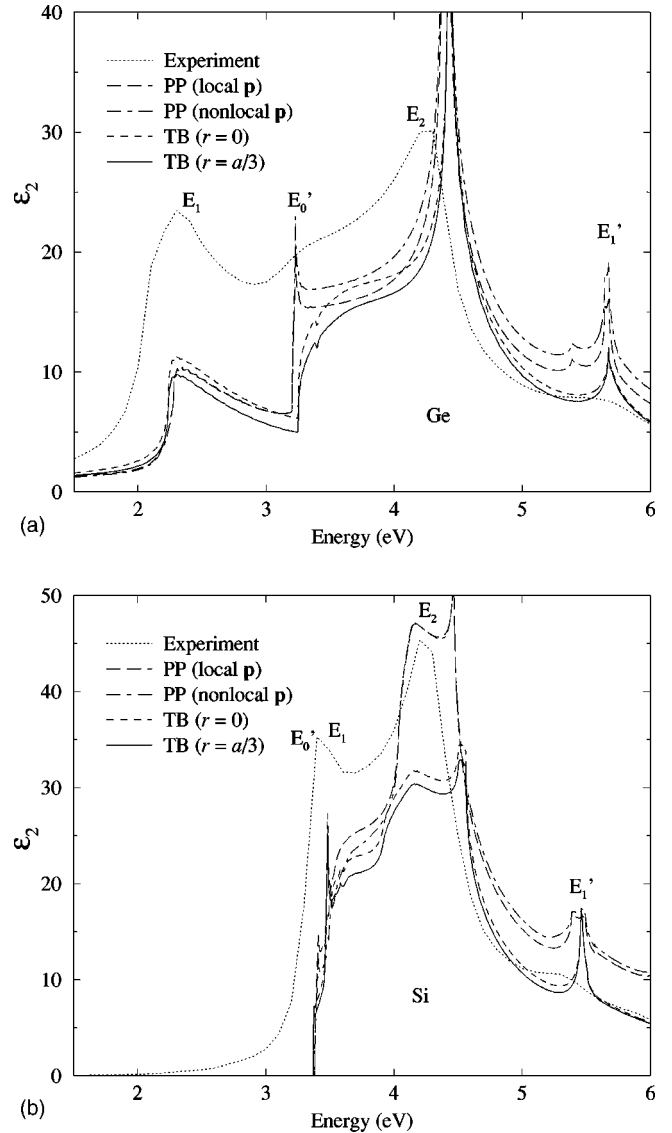 40
30
20
10
0
ε₂
Experiment
PP (local p)
PP (nonlocal p)
TB (r = 0)
TB (r = a/3)
E₁
E₀'
E₂
E₁'
Ge
2 3 4 5 6
Energy (eV)
(a)
50
40
30
20
10
0
ε₂
Experiment
PP (local p)
PP (nonlocal p)
TB (r = 0)
TB (r = a/3)
E₀' E₁
E₂
E₁'
Si
2 3 4 5 6
Energy (eV)
(b)